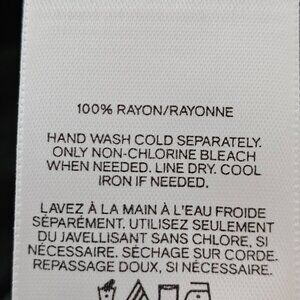 100% RAYON/RAYONNE
HAND WASH COLD SEPARATELY.
ONLY NON-CHLORINE BLEACH
WHEN NEEDED. LINE DRY. COOL
IRON IF NEEDED.
LAVEZ À LA MAIN À L'EAU FROIDE
SÉPARÉMENT. UTILISEZ SEULEMENT
DU JAVELLISANT SANS CHLORE, SI
NÉCESSAIRE. SÉCHAGE SUR CORDE.
REPASSAGE DOUX, SI NÉCESSAIRE.